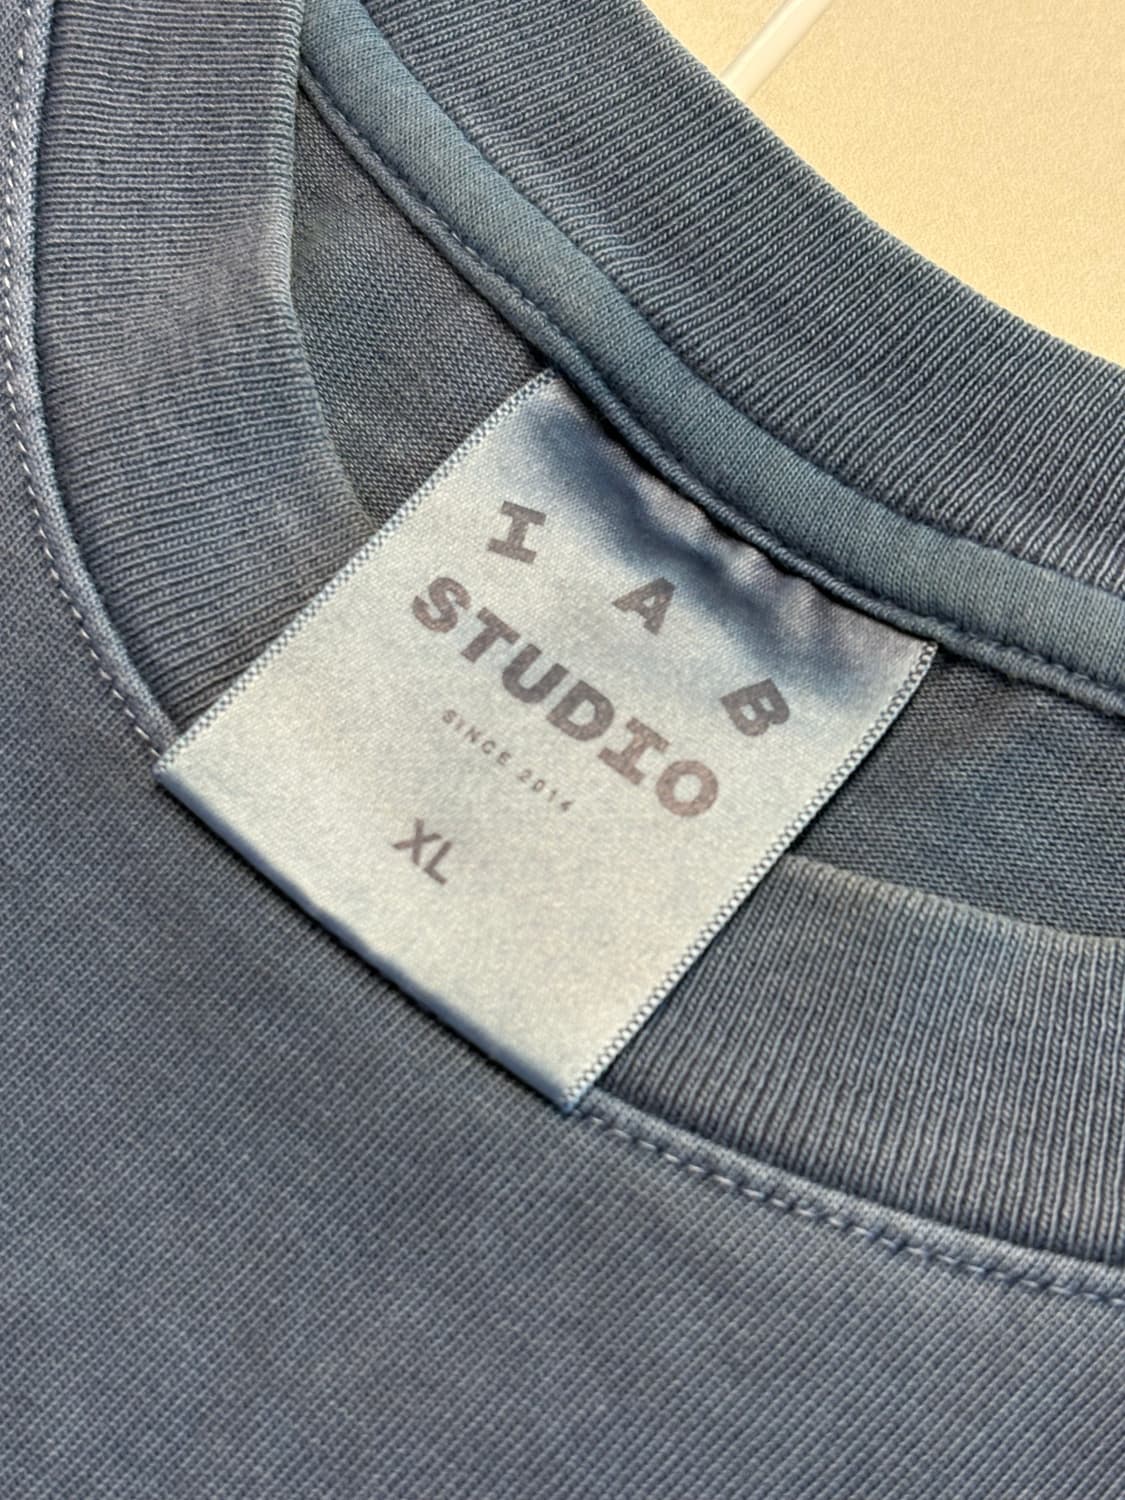 I A B
STUDIO
SINCE 2014
XL